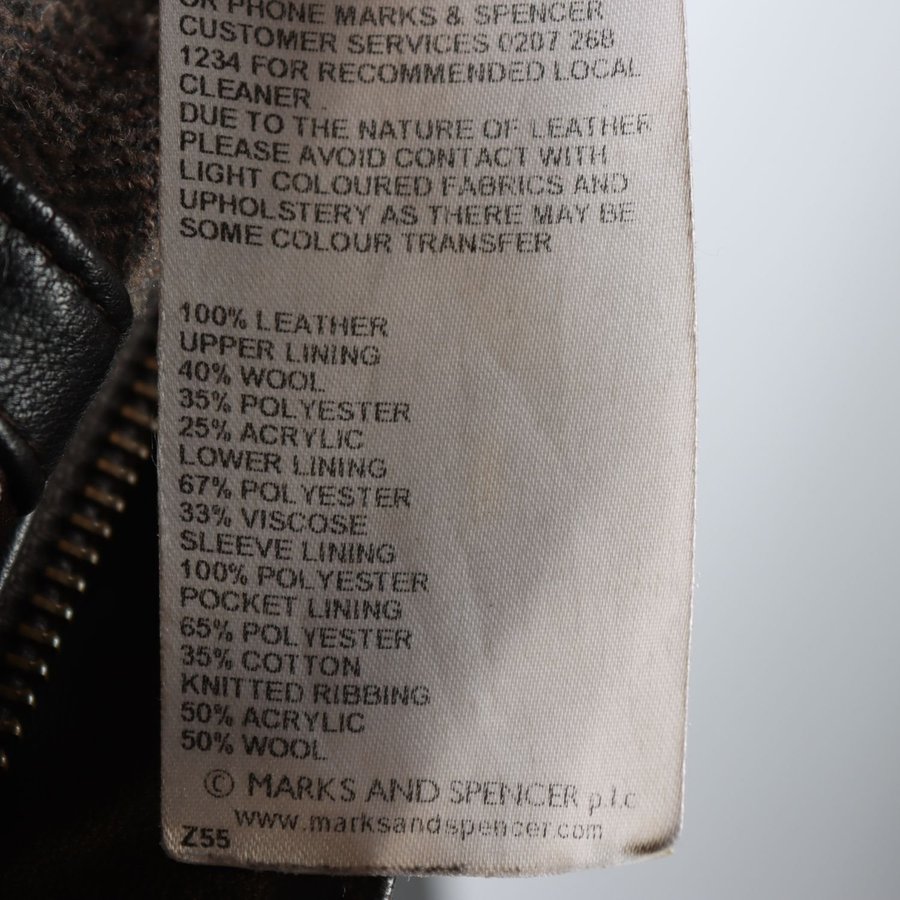 OR PHONE MARKS & SPENCER
CUSTOMER SERVICES 0207 268
1234 FOR RECOMMENDED LOCAL
CLEANER
DUE TO THE NATURE OF LEATHER
PLEASE AVOID CONTACT WITH
LIGHT COLOURED FABRICS AND
UPHOLSTERY AS THERE MAY BE
SOME COLOUR TRANSFER
100% LEATHER
UPPER LINING
40% WOOL
35% POLYESTER
25% ACRYLIC
LOWER LINING
67% POLYESTER
33% VISCOSE
SLEEVE LINING
100% POLYESTER
POCKET LINING
65% POLYESTER
35% COTTON
KNITTED RIBBING
50% ACRYLIC
50% WOOL
© MARKS AND SPENCER p.l.c
www.marksandspencer.com
Z55